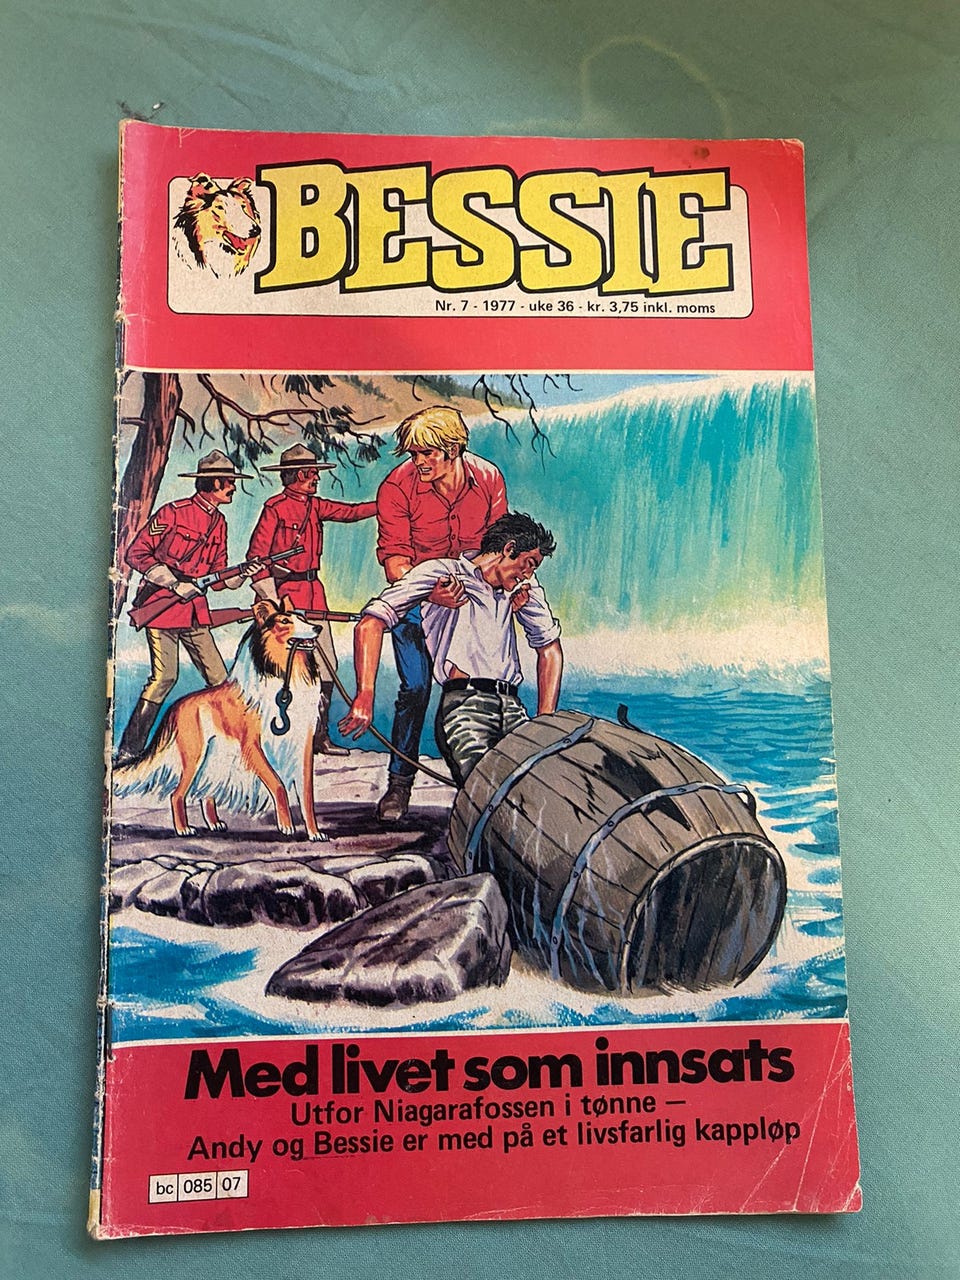 BESSIE
Nr. 7 - 1977 - uke 36 - kr. 3,75 inkl. moms
Med livet som innsats
Utfor Niagarafossen i tønne —
Andy og Bessie er med på et livsfarlig kappløp
bc 085 07